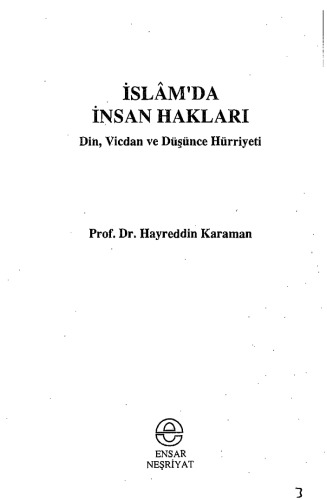 İSLÂM'DA
İNSAN HAKLARI
Din, Vicdan ve Düşünce Hürriyeti
Prof. Dr. Hayreddin Karaman
ENSAR
NEŞRİYAT
3